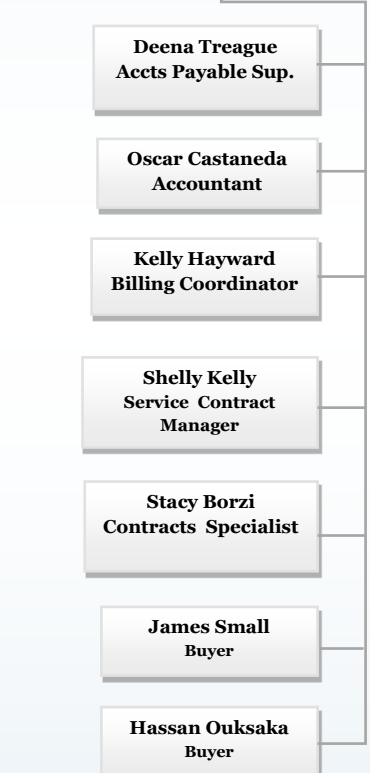 Deena Treague
Accts Payable Sup.
Oscar Castaneda
Accountant
Kelly Hayward
Billing Coordinator
Shelly Kelly
Service Contract
Manager
Stacy Borzi
Contracts Specialist
James Small
Buyer
Hassan Ouksaka
Buyer